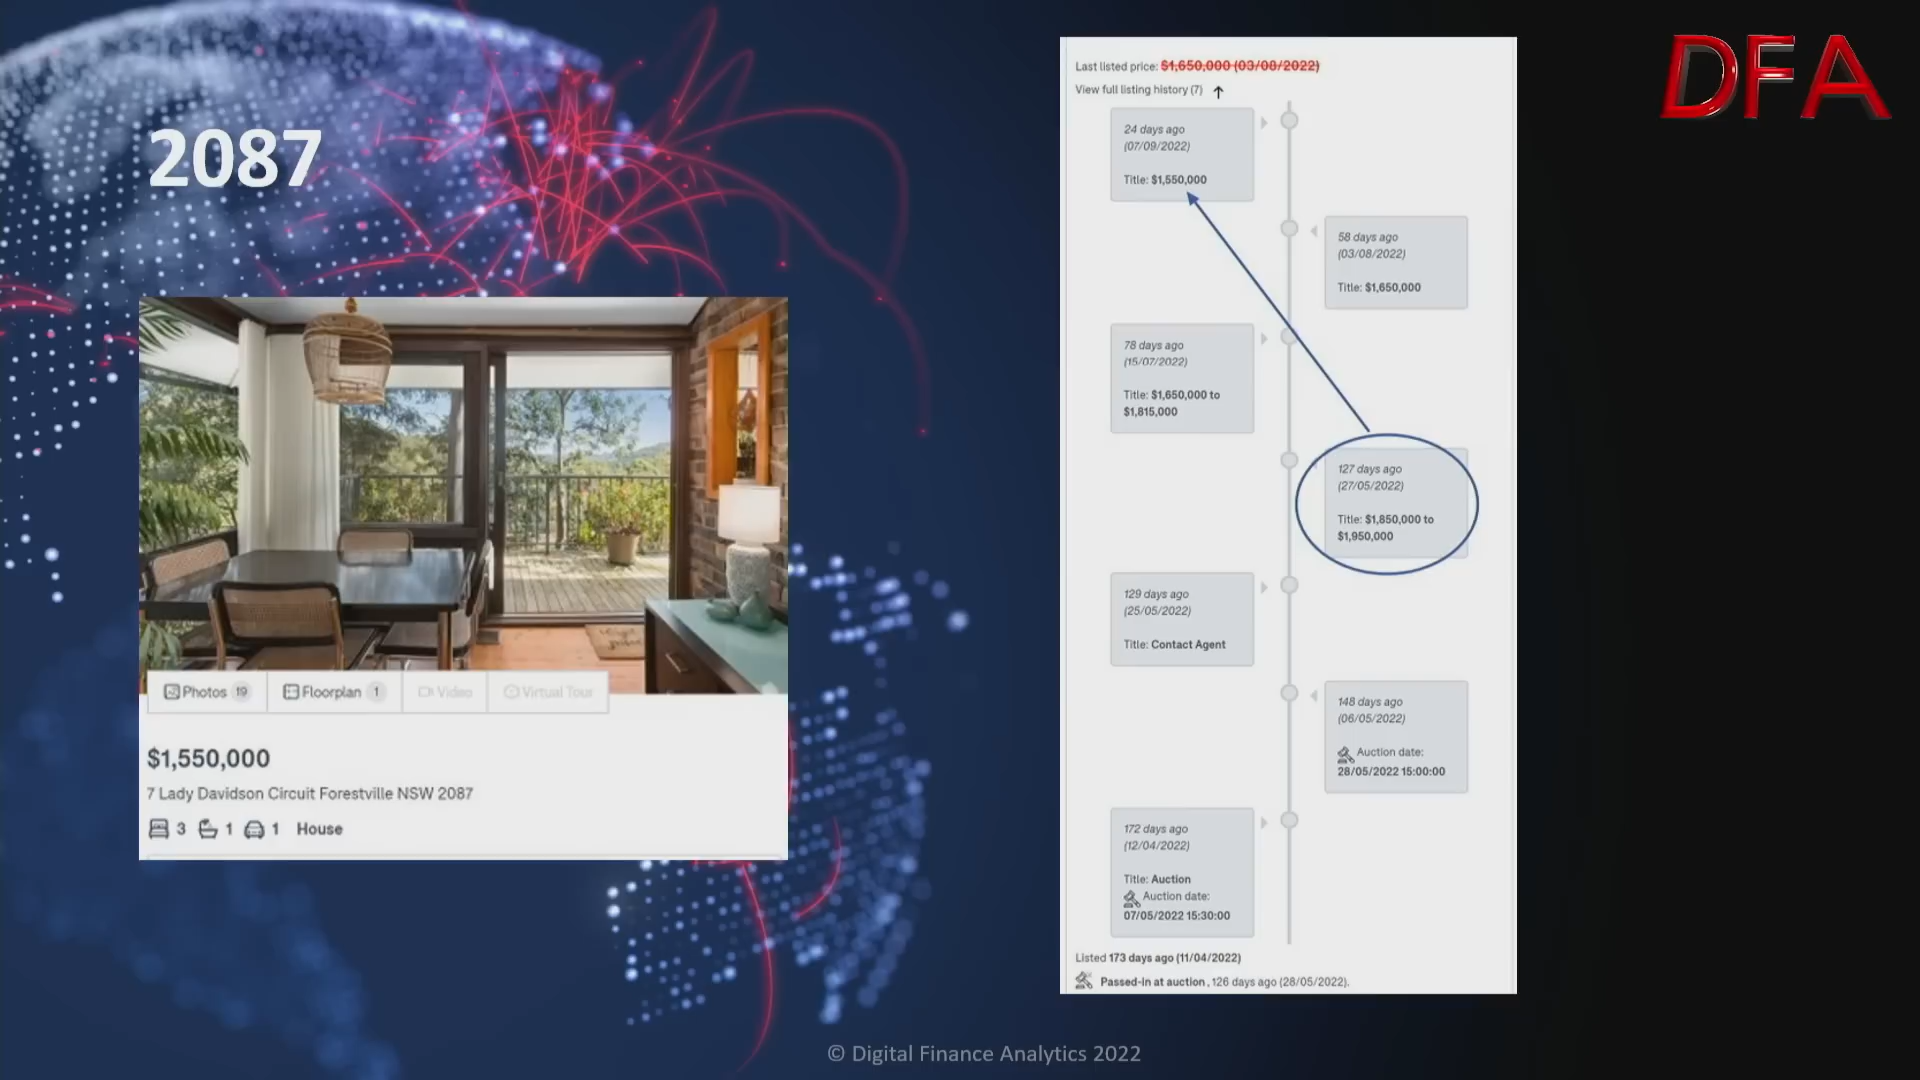 DFA
2087
Photos 19
Floorplan 1
Video
Virtual Tour
$1,550,000
7 Lady Davidson Circuit Forestville NSW 2087
3 1 1 House
Last listed price: $1,650,000 (03/08/2022)
View full listing history (7)
24 days ago
(07/09/2022)
Title: $1,550,000
58 days ago
(03/08/2022)
Title: $1,650,000
78 days ago
(15/07/2022)
Title: $1,650,000 to
$1,815,000
127 days ago
(27/05/2022)
Title: $1,850,000 to
$1,950,000
129 days ago
(25/05/2022)
Title: Contact Agent
148 days ago
(06/05/2022)
Auction date:
28/05/2022 15:00:00
172 days ago
(12/04/2022)
Title: Auction
Auction date:
07/05/2022 15:30:00
Listed 173 days ago (11/04/2022)
Passed-in at auction, 126 days ago (28/05/2022).
© Digital Finance Analytics 2022